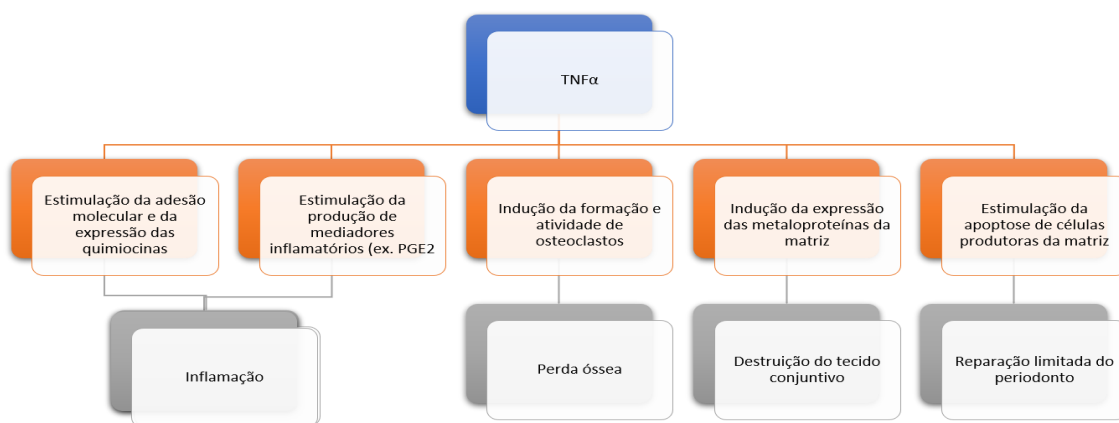 TNFα
Estimulação da adesão
molecular e da
expressão das
quimiocinas
Estimulação da
produção de
mediadores
inflamatórios (ex. PGE2
Indução da formação e
atividade de
osteoclastos
Indução da expressão
das metaloproteínas da
matriz
Estimulação da
apoptose de células
produtoras da matriz
Inflamação
Perda óssea
Destruição do tecido
conjuntivo
Reparação limitada do
periodonto